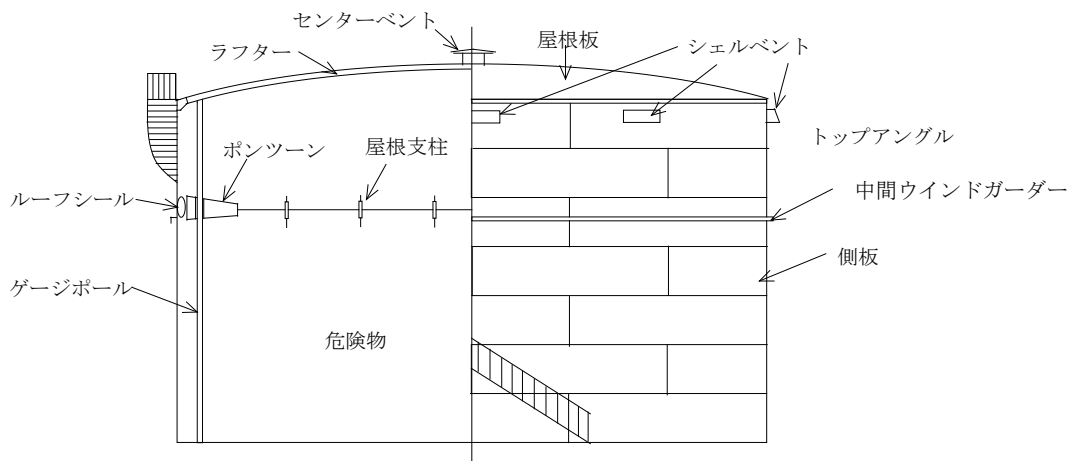 センターベント
ラフター
屋根板
シェルベント
トップアングル
ポンツーン
屋根支柱
ルーフシール
中間ウインドガーダー
側板
ゲージポール
危険物